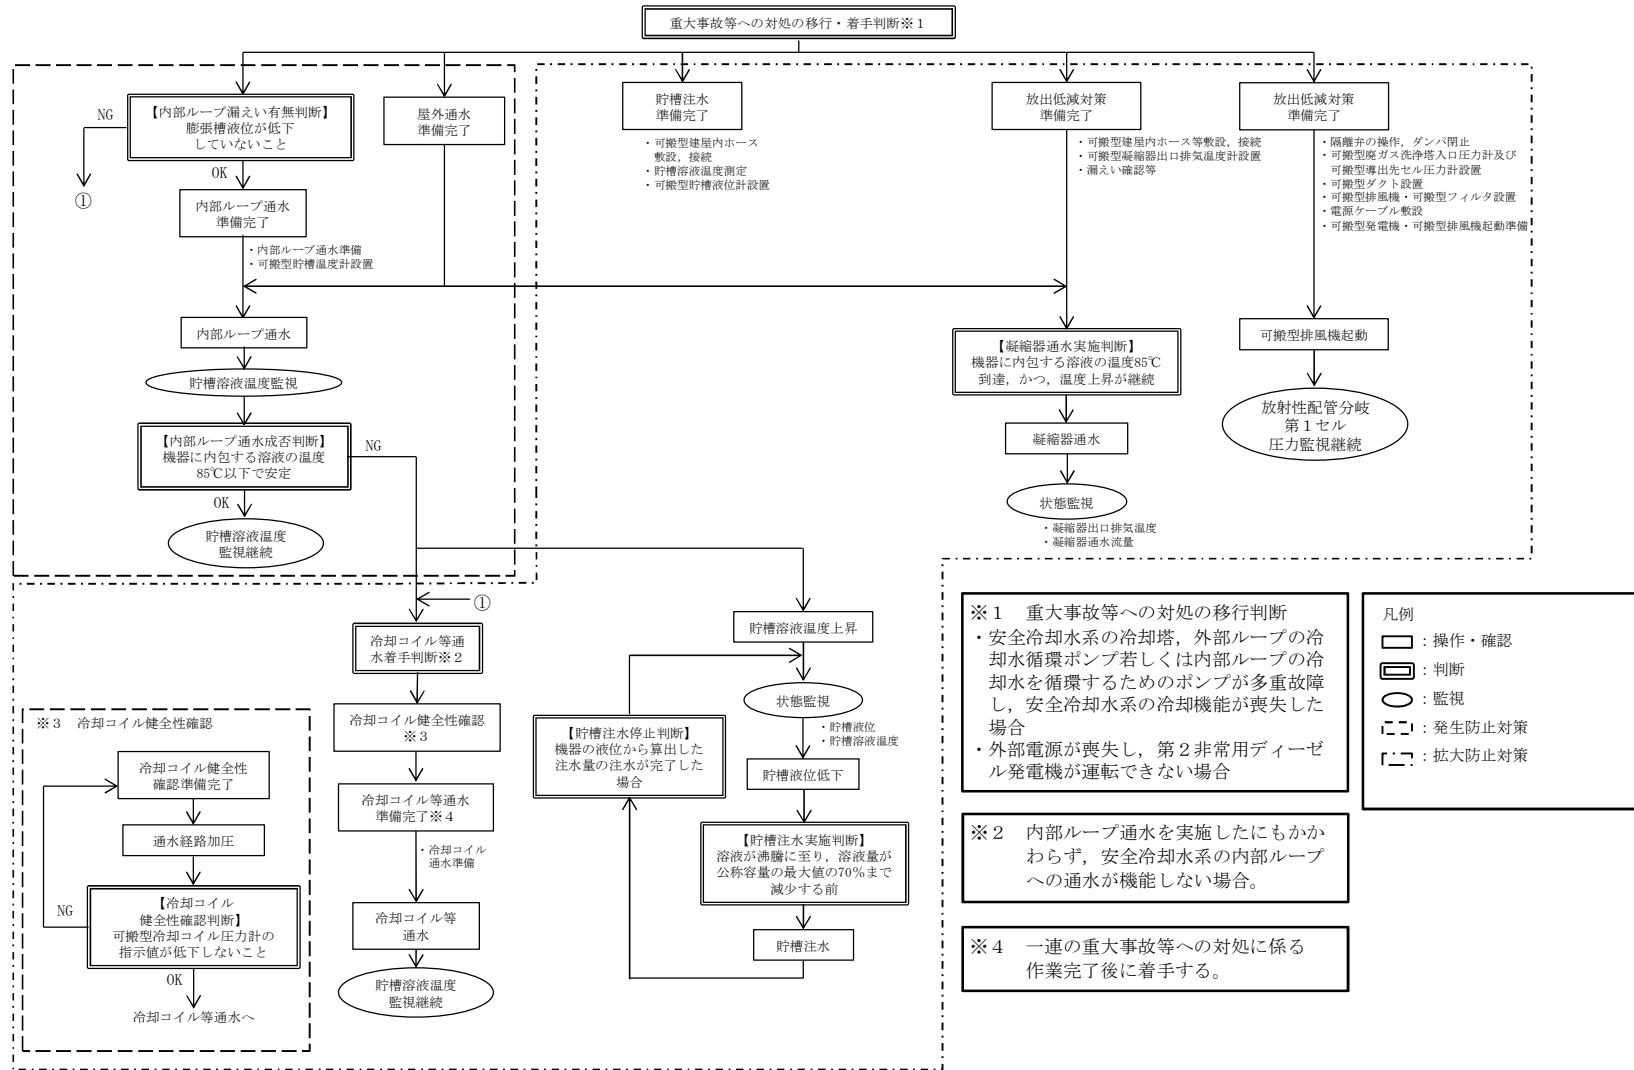 重大事故等への対処の移行・着手判断※１
NG
【内部ループ漏えい有無判断】
膨張槽液位が低下
していないこと
OK
①
内部ループ通水
準備完了
・内部ループ通水準備
・可搬型貯槽温度計設置
屋外通水
準備完了
内部ループ通水
貯槽溶液温度監視
【内部ループ通水成否判断】
機器に内包する溶液の温度
85℃以下で安定
NG
OK
貯槽溶液温度
監視継続
貯槽注水
準備完了
・可搬型建屋内ホース
敷設，接続
・貯槽溶液温度測定
・可搬型貯槽液位計設置
放出低減対策
準備完了
・可搬型建屋内ホース等敷設，接続
・可搬型凝縮器出口排気温度計設置
・漏えい確認等
【凝縮器通水実施判断】
機器に内包する溶液の温度85℃
到達，かつ，温度上昇が継続
凝縮器通水
状態監視
・凝縮器出口排気温度
・凝縮器通水流量
放出低減対策
準備完了
・隔離弁の操作，ダンパ閉止
・可搬型廃ガス洗浄塔入口圧力計及び
可搬型導出先セル圧力計設置
・可搬型ダクト設置
・可搬型排風機・可搬型フィルタ設置
・電源ケーブル敷設
・可搬型発電機・可搬型排風機起動準備
可搬型排風機起動
放射性配管分岐
第１セル
圧力監視継続
①
冷却コイル等通
水着手判断※２
冷却コイル健全性確認
※３
冷却コイル等通水
準備完了※４
・冷却コイル
通水準備
冷却コイル等
通水
貯槽溶液温度
監視継続
※３　冷却コイル健全性確認
冷却コイル健全性
確認準備完了
通水経路加圧
NG
【冷却コイル
健全性確認判断】
可搬型冷却コイル圧力計の
指示値が低下しないこと
OK
冷却コイル等通水へ
貯槽溶液温度上昇
状態監視
・貯槽液位
・貯槽溶液温度
【貯槽注水停止判断】
機器の液位から算出した
注水量の注水が完了した
場合
貯槽液位低下
【貯槽注水実施判断】
溶液が沸騰に至り，溶液量が
公称容量の最大値の70％まで
減少する前
貯槽注水
※１　重大事故等への対処の移行判断
・安全冷却水系の冷却塔，外部ループの冷
却水循環ポンプ若しくは内部ループの冷
却水を循環するためのポンプが多重故障
し，安全冷却水系の冷却機能が喪失した
場合
・外部電源が喪失し，第２非常用ディーゼ
ル発電機が運転できない場合
※２　内部ループ通水を実施したにもかか
わらず，安全冷却水系の内部ループ
への通水が機能しない場合。
※４　一連の重大事故等への対処に係る
作業完了後に着手する。
凡例
：操作・確認
：判断
：監視
：発生防止対策
：拡大防止対策